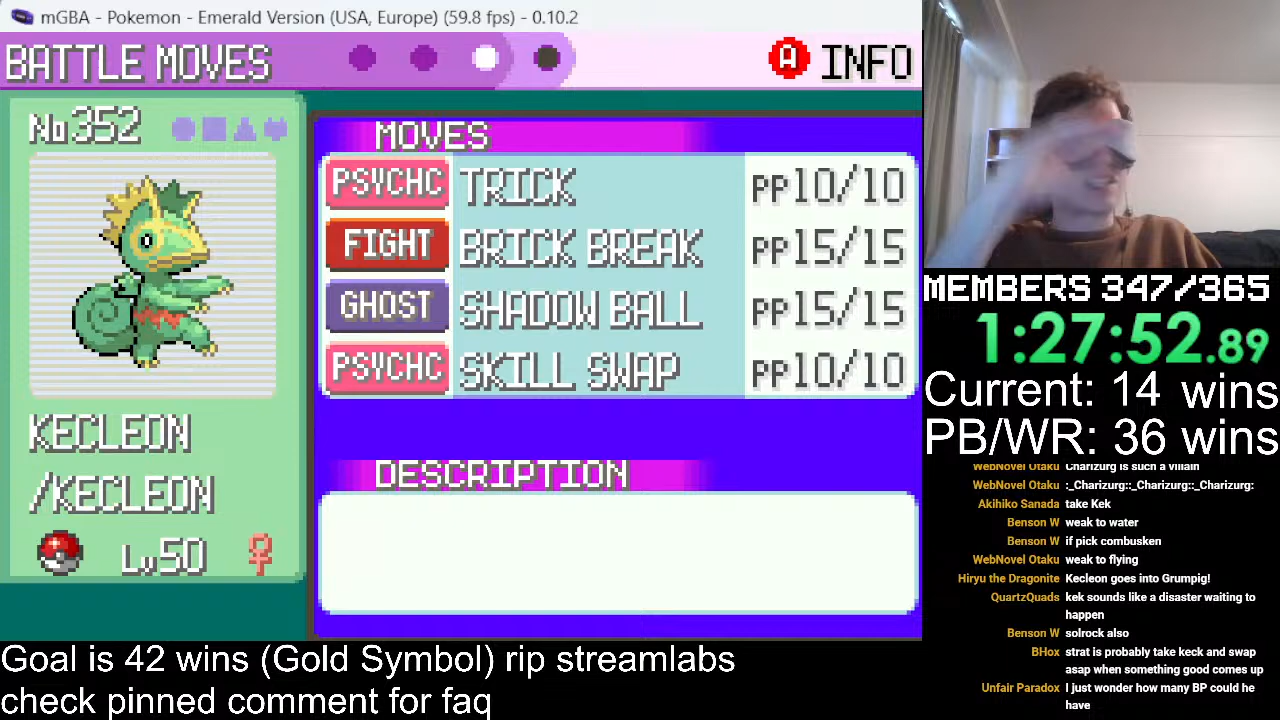 mGBA - Pokemon - Emerald Version (USA, Europe) (59.8 fps) - 0.10.2
BATTLE MOVES
A INFO
No352
MOVES
PSYCHC TRICK PP10/10
FIGHT BRICK BREAK PP15/15
GHOST SHADOW BALL PP15/15
PSYCHC SKILL SWAP PP10/10
KECLEON
/KECLEON
Lv50 ♀
DESCRIPTION
MEMBERS 347/365
1:27:52.89
Current: 14 wins
PB/WR: 36 wins
WebNovel Otaku Charizurg is such a villain
WebNovel Otaku :_Charizurg::_Charizurg::_Charizurg:
Akihiko Sanada take Kek
Benson W weak to water
Benson W if pick combusken
WebNovel Otaku weak to flying
Hiryu the Dragonite Kecleon goes into Grumpig!
QuartzQuads kek sounds like a disaster waiting to
happen
Benson W solrock also
BHox strat is probably take keck and swap
asap when something good comes up
Unfair Paradox I just wonder how many BP could he
have
Goal is 42 wins (Gold Symbol) rip streamlabs
check pinned comment for faq